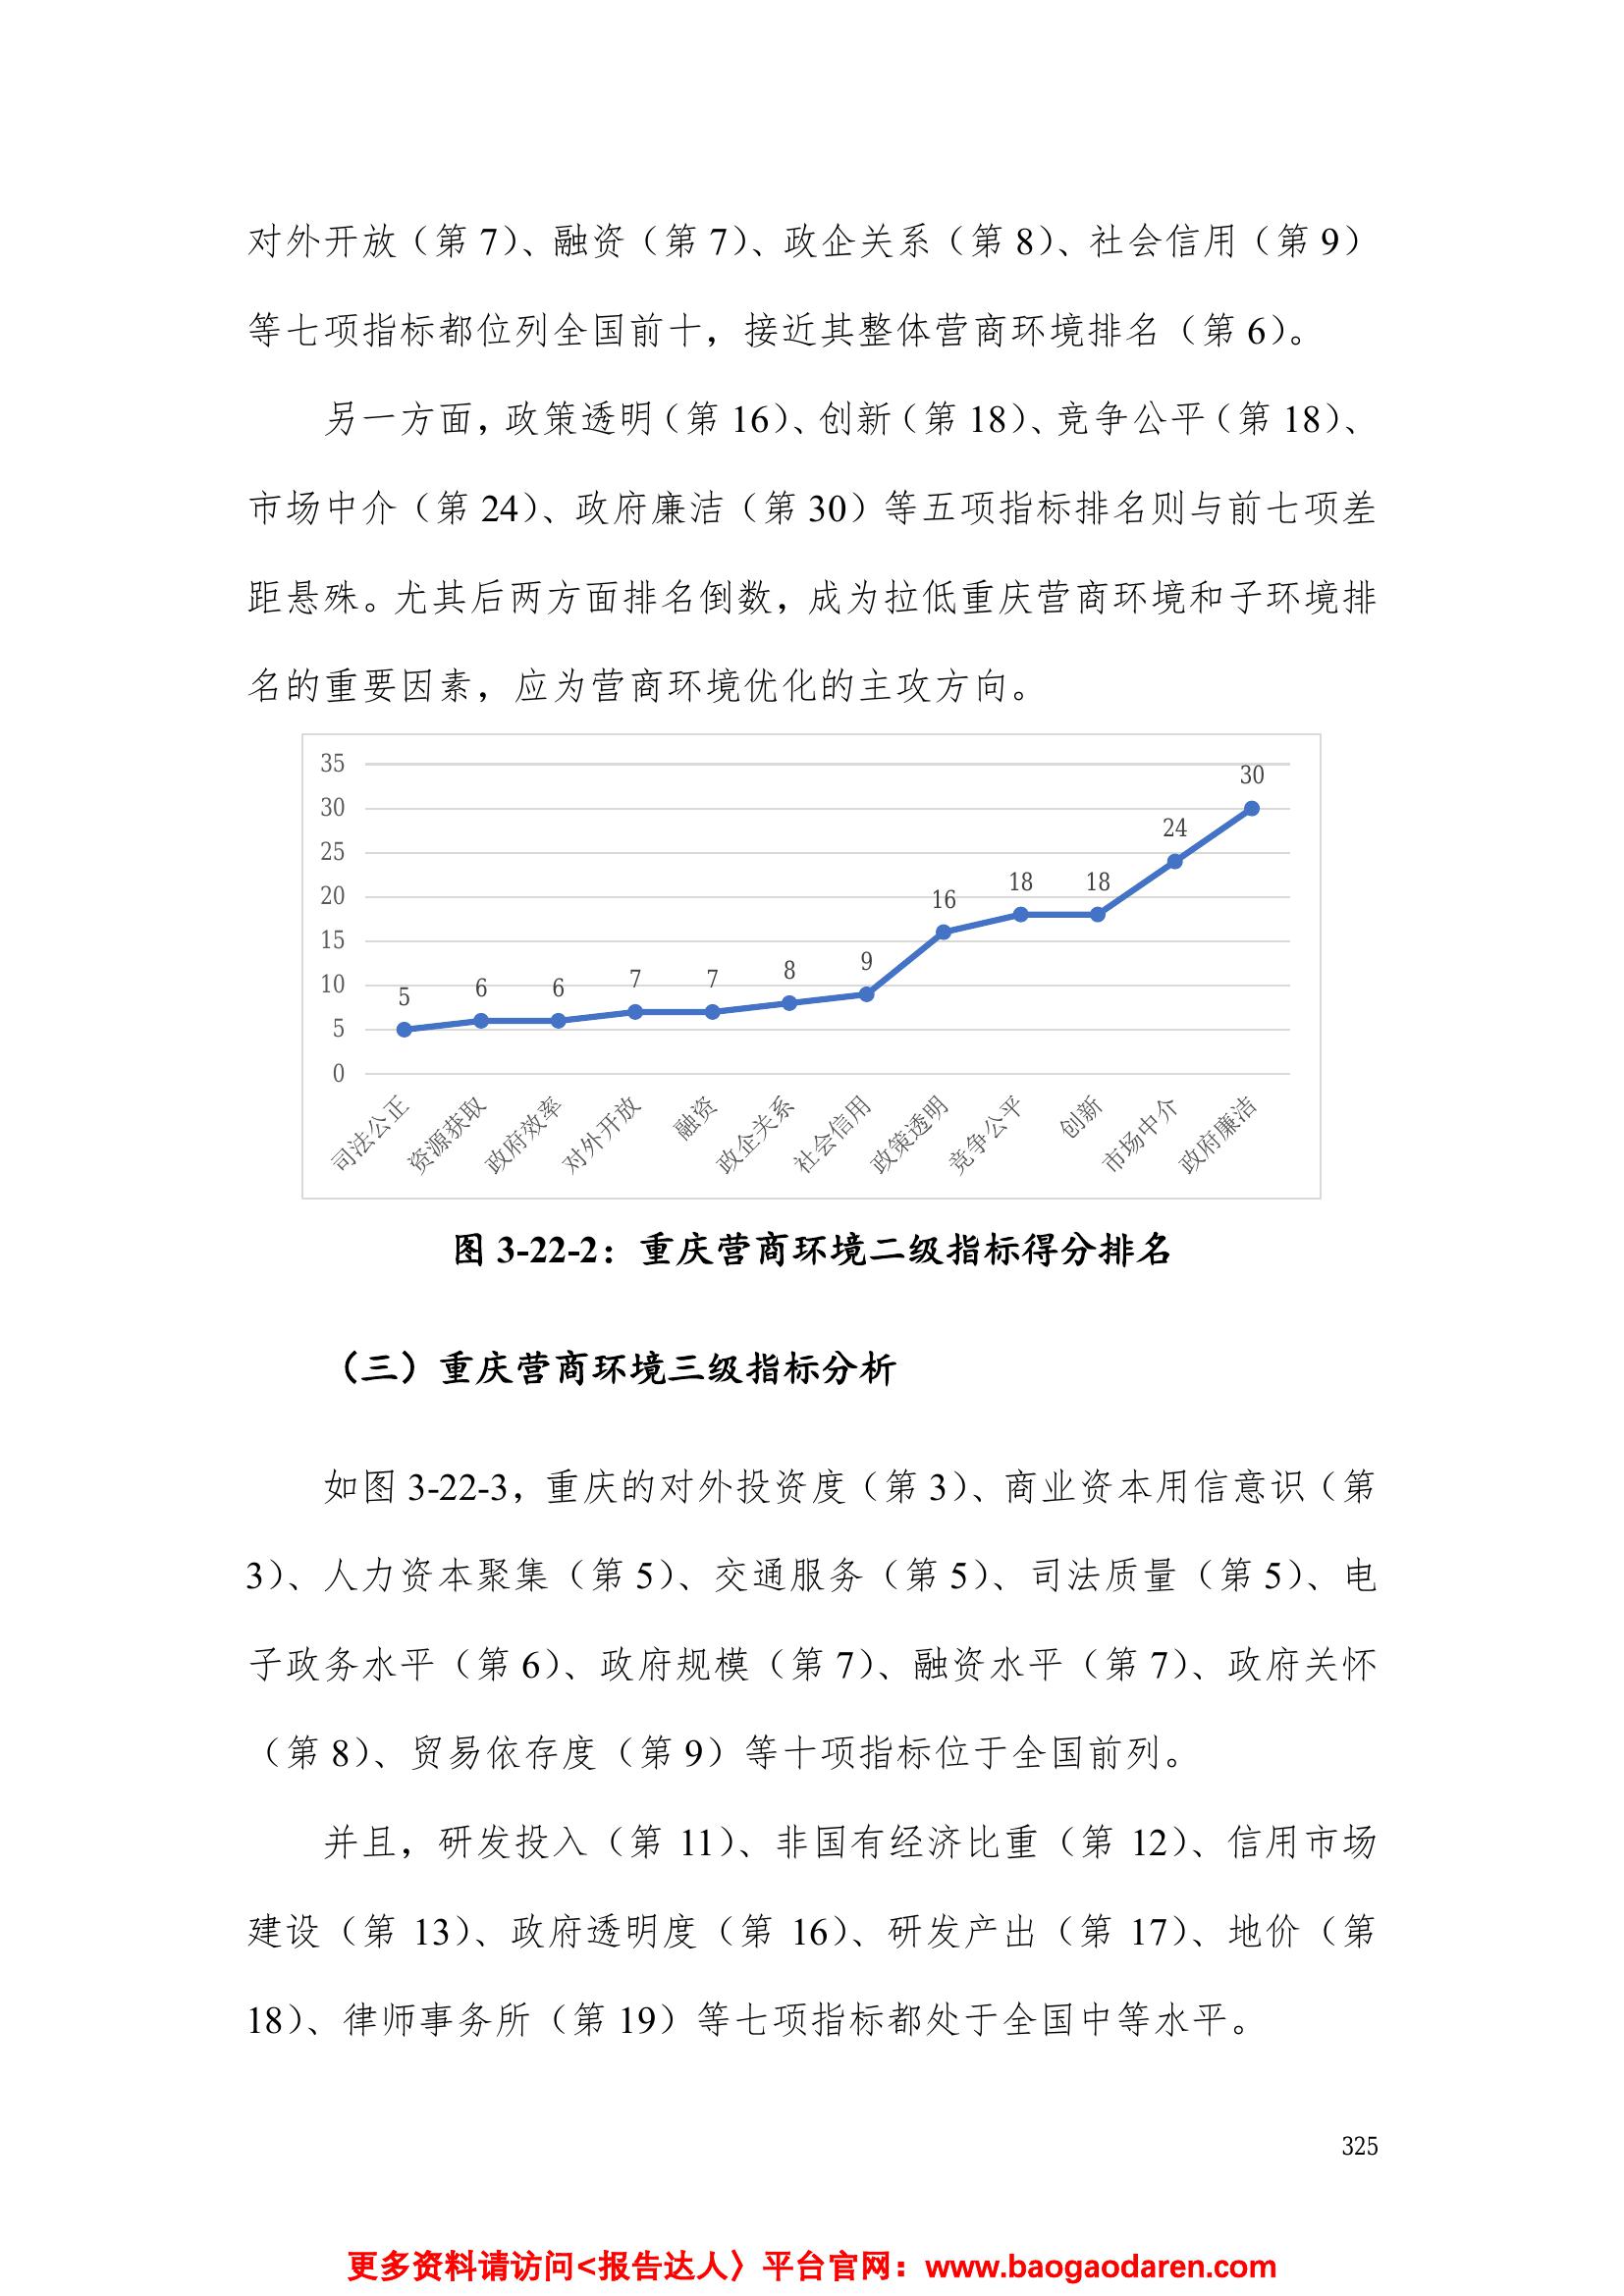 对外开放（第 7）、融资（第 7）、政企关系（第 8）、社会信用（第 9）
等七项指标都位列全国前十，接近其整体营商环境排名（第 6）。
另一方面，政策透明（第 16）、创新（第 18）、竞争公平（第 18）、
市场中介（第 24）、政府廉洁（第 30）等五项指标排名则与前七项差
距悬殊。尤其后两方面排名倒数，成为拉低重庆营商环境和子环境排
名的重要因素，应为营商环境优化的主攻方向。
35
30
25
20
15
10
5
0
5
6
6
7
7
8
9
16
18
18
24
30
司法公正
资源获取
政府效率
对外开放
融资
政企关系
社会信用
政策透明
竞争公平
创新
市场中介
政府廉洁
图 3-22-2：重庆营商环境二级指标得分排名
（三）重庆营商环境三级指标分析
如图 3-22-3，重庆的对外投资度（第 3）、商业资本用信意识（第
3）、人力资本聚集（第 5）、交通服务（第 5）、司法质量（第 5）、电
子政务水平（第 6）、政府规模（第 7）、融资水平（第 7）、政府关怀
（第 8）、贸易依存度（第 9）等十项指标位于全国前列。
并且，研发投入（第 11）、非国有经济比重（第 12）、信用市场
建设（第 13）、政府透明度（第 16）、研发产出（第 17）、地价（第
18）、律师事务所（第 19）等七项指标都处于全国中等水平。
325
更多资料请访问<报告达人〉平台官网：www.baogaodaren.com